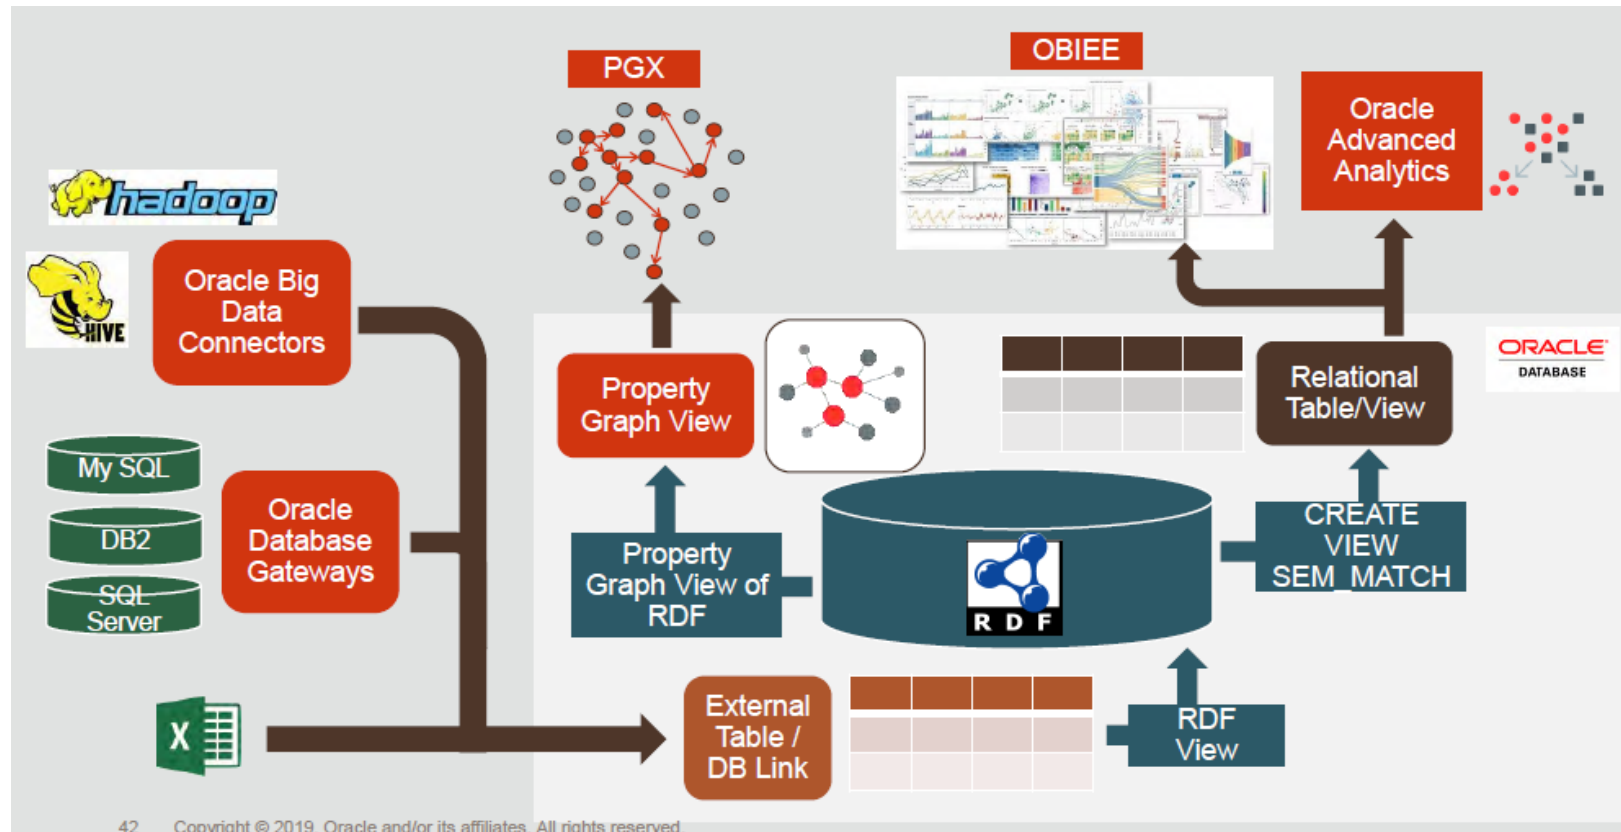 PGX
OBIEE
Oracle
Advanced
Analytics
hadoop
HIVE
Oracle Big
Data
Connectors
Property
Graph View
Relational
Table/View
ORACLE®
DATABASE
My SQL
DB2
SQL
Server
Oracle
Database
Gateways
Property
Graph View of
RDF
RDF
CREATE
VIEW
SEM_MATCH
X
External
Table /
DB Link
RDF
View
42 Copyright © 2019 Oracle and/or its affiliates. All rights reserved